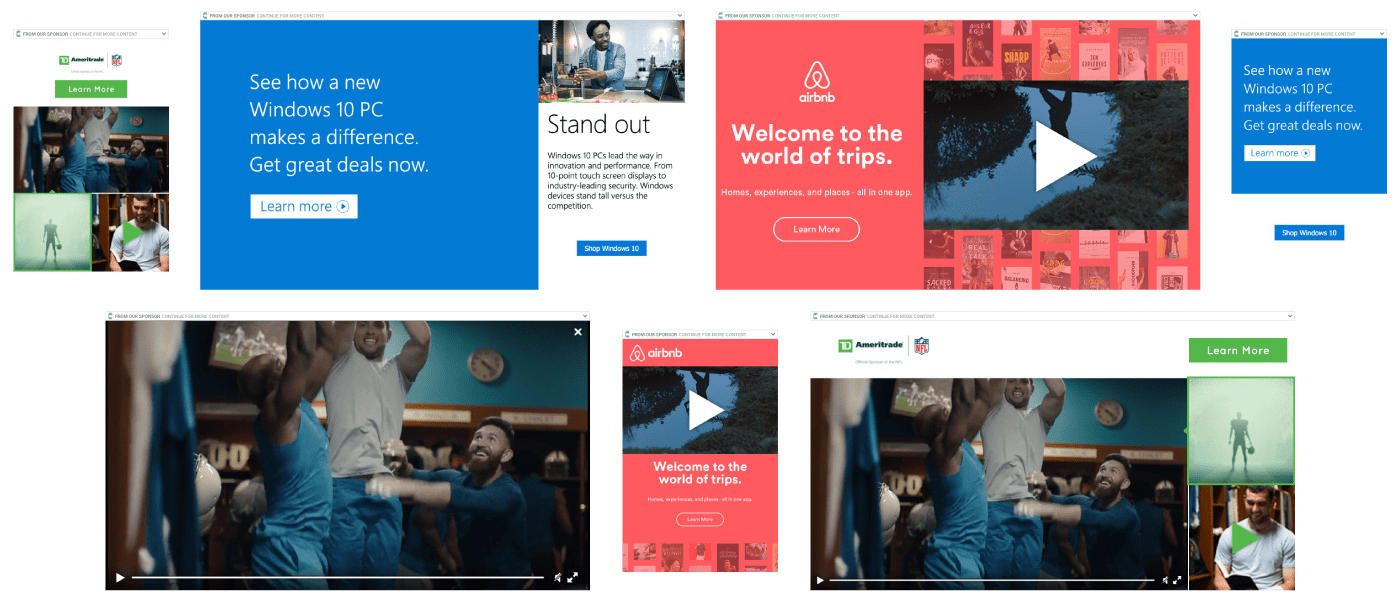 FROM OUR SPONSOR CONTINUE FOR MORE CONTENT
TD Ameritrade
NFL
Learn More
FROM OUR SPONSOR CONTINUE FOR MORE CONTENT
See how a new
Windows 10 PC
makes a difference.
Get great deals now.
Learn more
Stand out
Windows 10 PCs lead the way in
innovation and performance. From
10-point touch screen displays to
industry-leading security. Windows
devices stand tall versus the
competition.
Shop Windows 10
FROM OUR SPONSOR CONTINUE FOR MORE CONTENT
airbnb
Welcome to the
world of trips.
Homes, experiences, and places - all in one app.
Learn More
SHARP
PYRO
REAL
TALK
SACRED
BALANCING
FROM OUR SPONSOR CONTINUE FOR MORE CONTENT
See how a new
Windows 10 PC
makes a difference.
Get great deals now.
Learn more
Shop Windows 10
FROM OUR SPONSOR CONTINUE FOR MORE CONTENT
FROM OUR SPONSOR CONTINUE FOR MORE CONTENT
airbnb
Welcome to the
world of trips.
Homes, experiences, and places - all in one app.
Learn More
FROM OUR SPONSOR CONTINUE FOR MORE CONTENT
TD Ameritrade
NFL
Official Sponsor of the NFL
Learn More